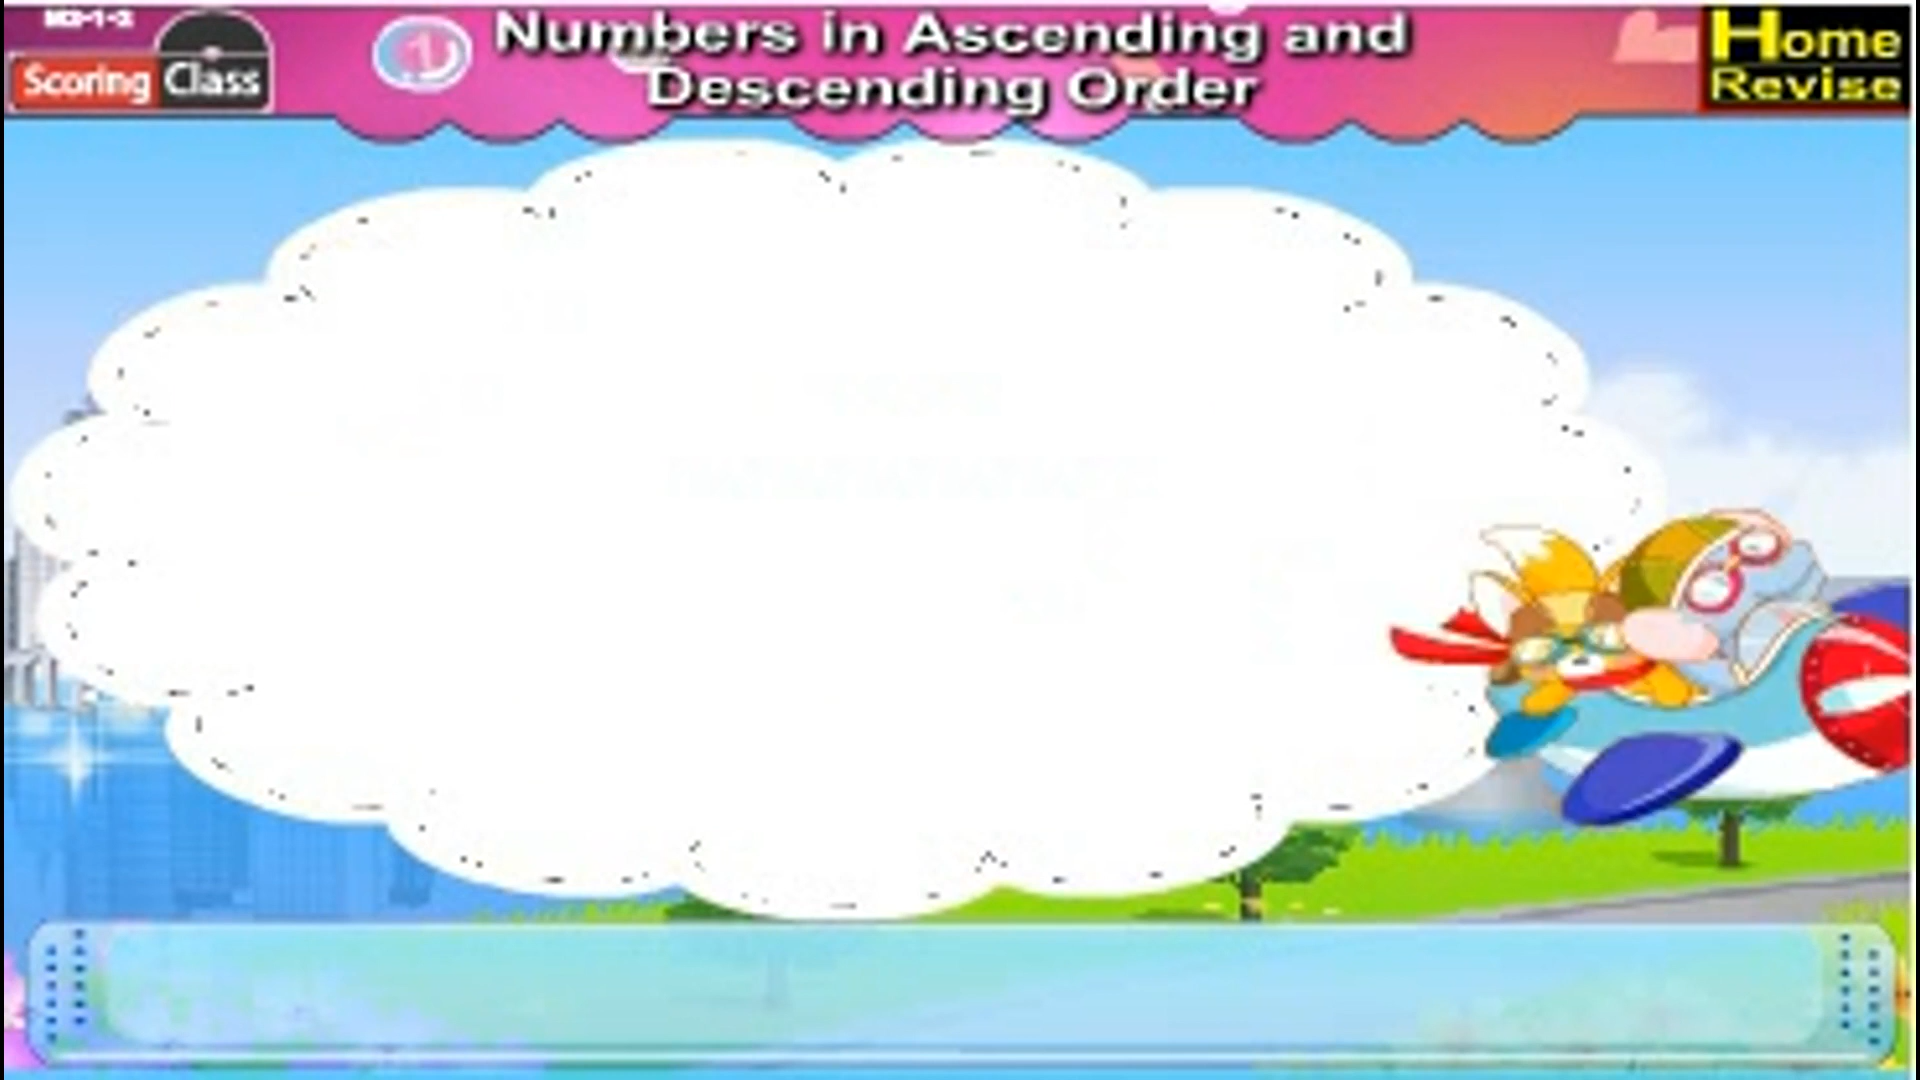 Numbers in Ascending and
Descending Order
Scoring Class
Home
Revise